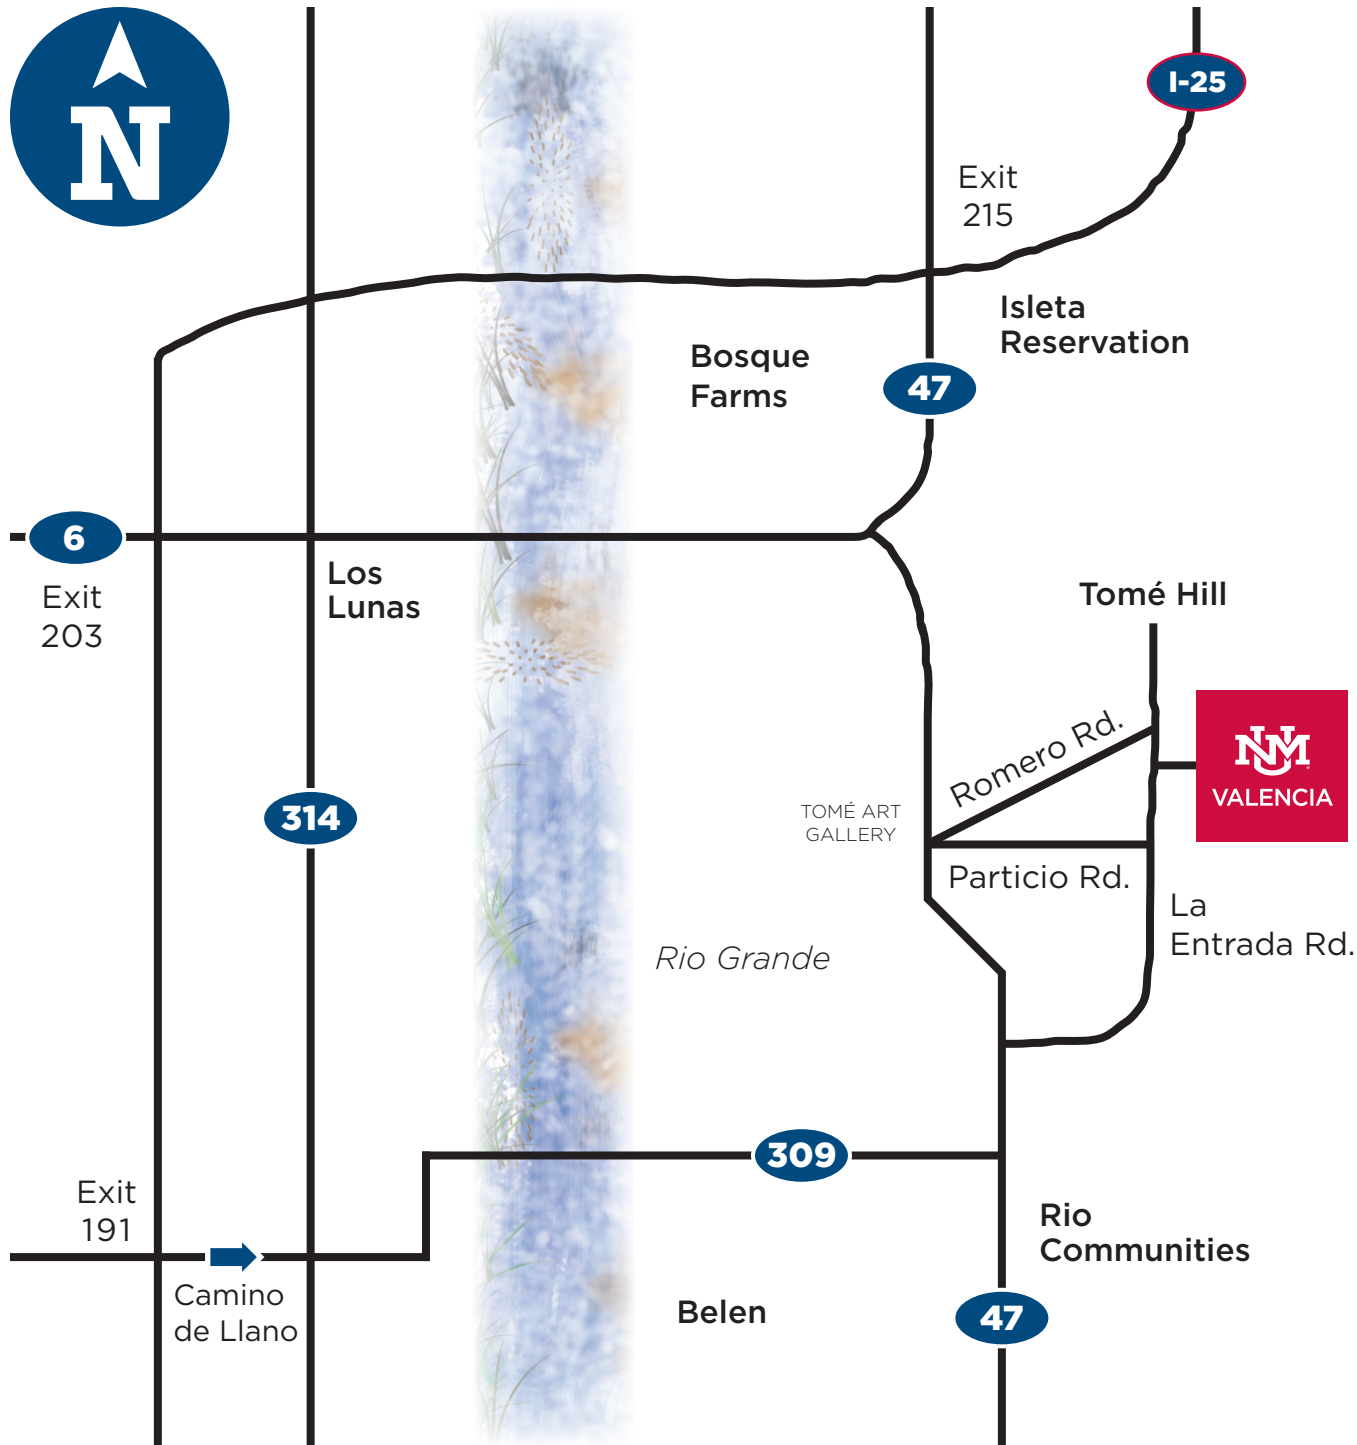 N
I-25
Exit
215
Isleta
Reservation
Bosque
Farms
47
6
Exit
203
Los
Lunas
Tomé Hill
Romero Rd.
UNM
VALENCIA
314
TOMÉ ART
GALLERY
Particio Rd.
La
Entrada Rd.
Rio Grande
309
Exit
191
Rio
Communities
Camino
de Llano
Belen
47